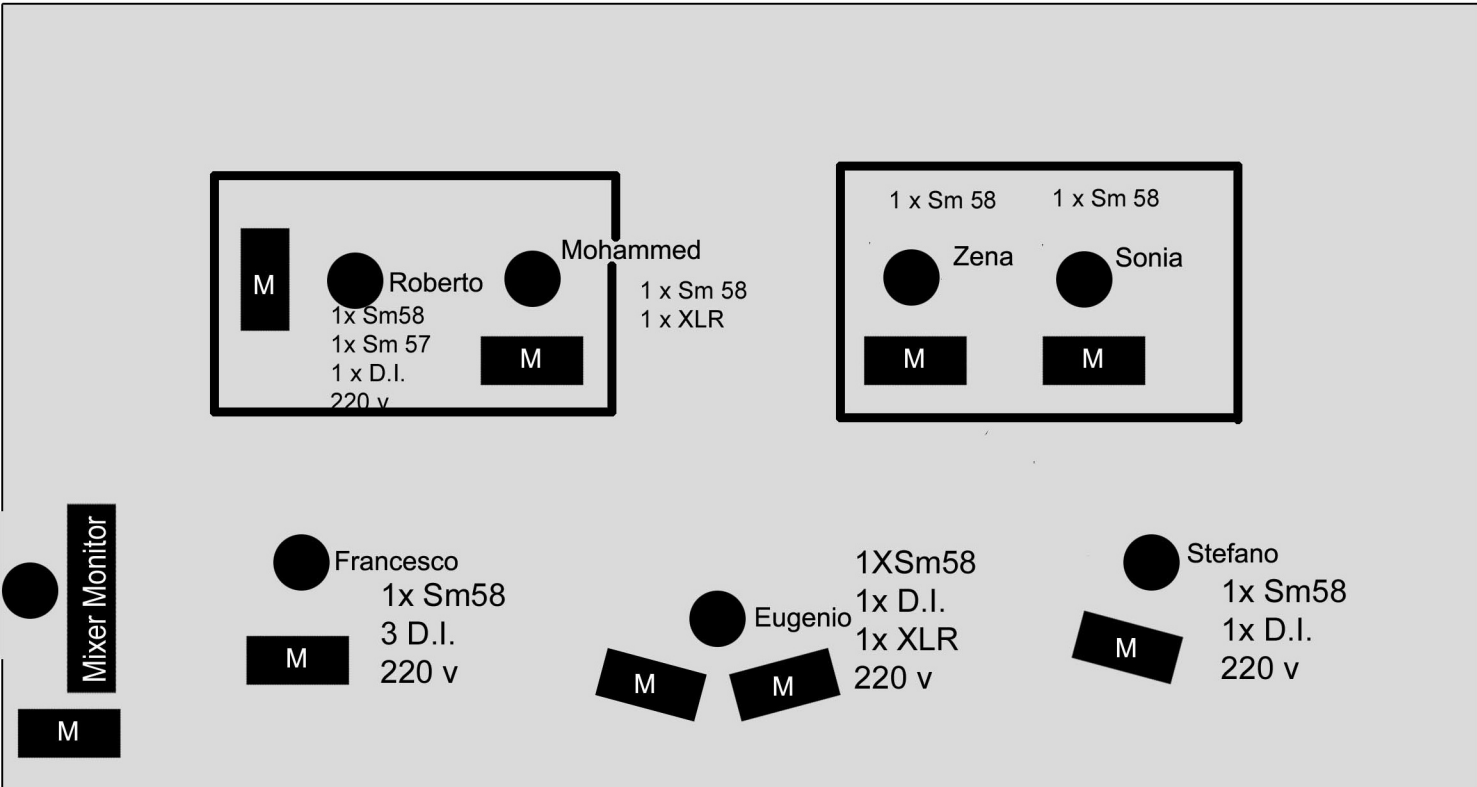 1 x Sm 58
1 x Sm 58
Mohammed
Zena
Sonia
M
Roberto
1 x Sm 58
1 x XLR
1x Sm58
1x Sm 57
1 x D.I.
220 v
M
M
M
Mixer Monitor
M
Francesco
1x Sm58
3 D.I.
220 v
M
Eugenio
1XSm58
1x D.I.
1x XLR
220 v
M
M
Stefano
1x Sm58
1x D.I.
220 v
M